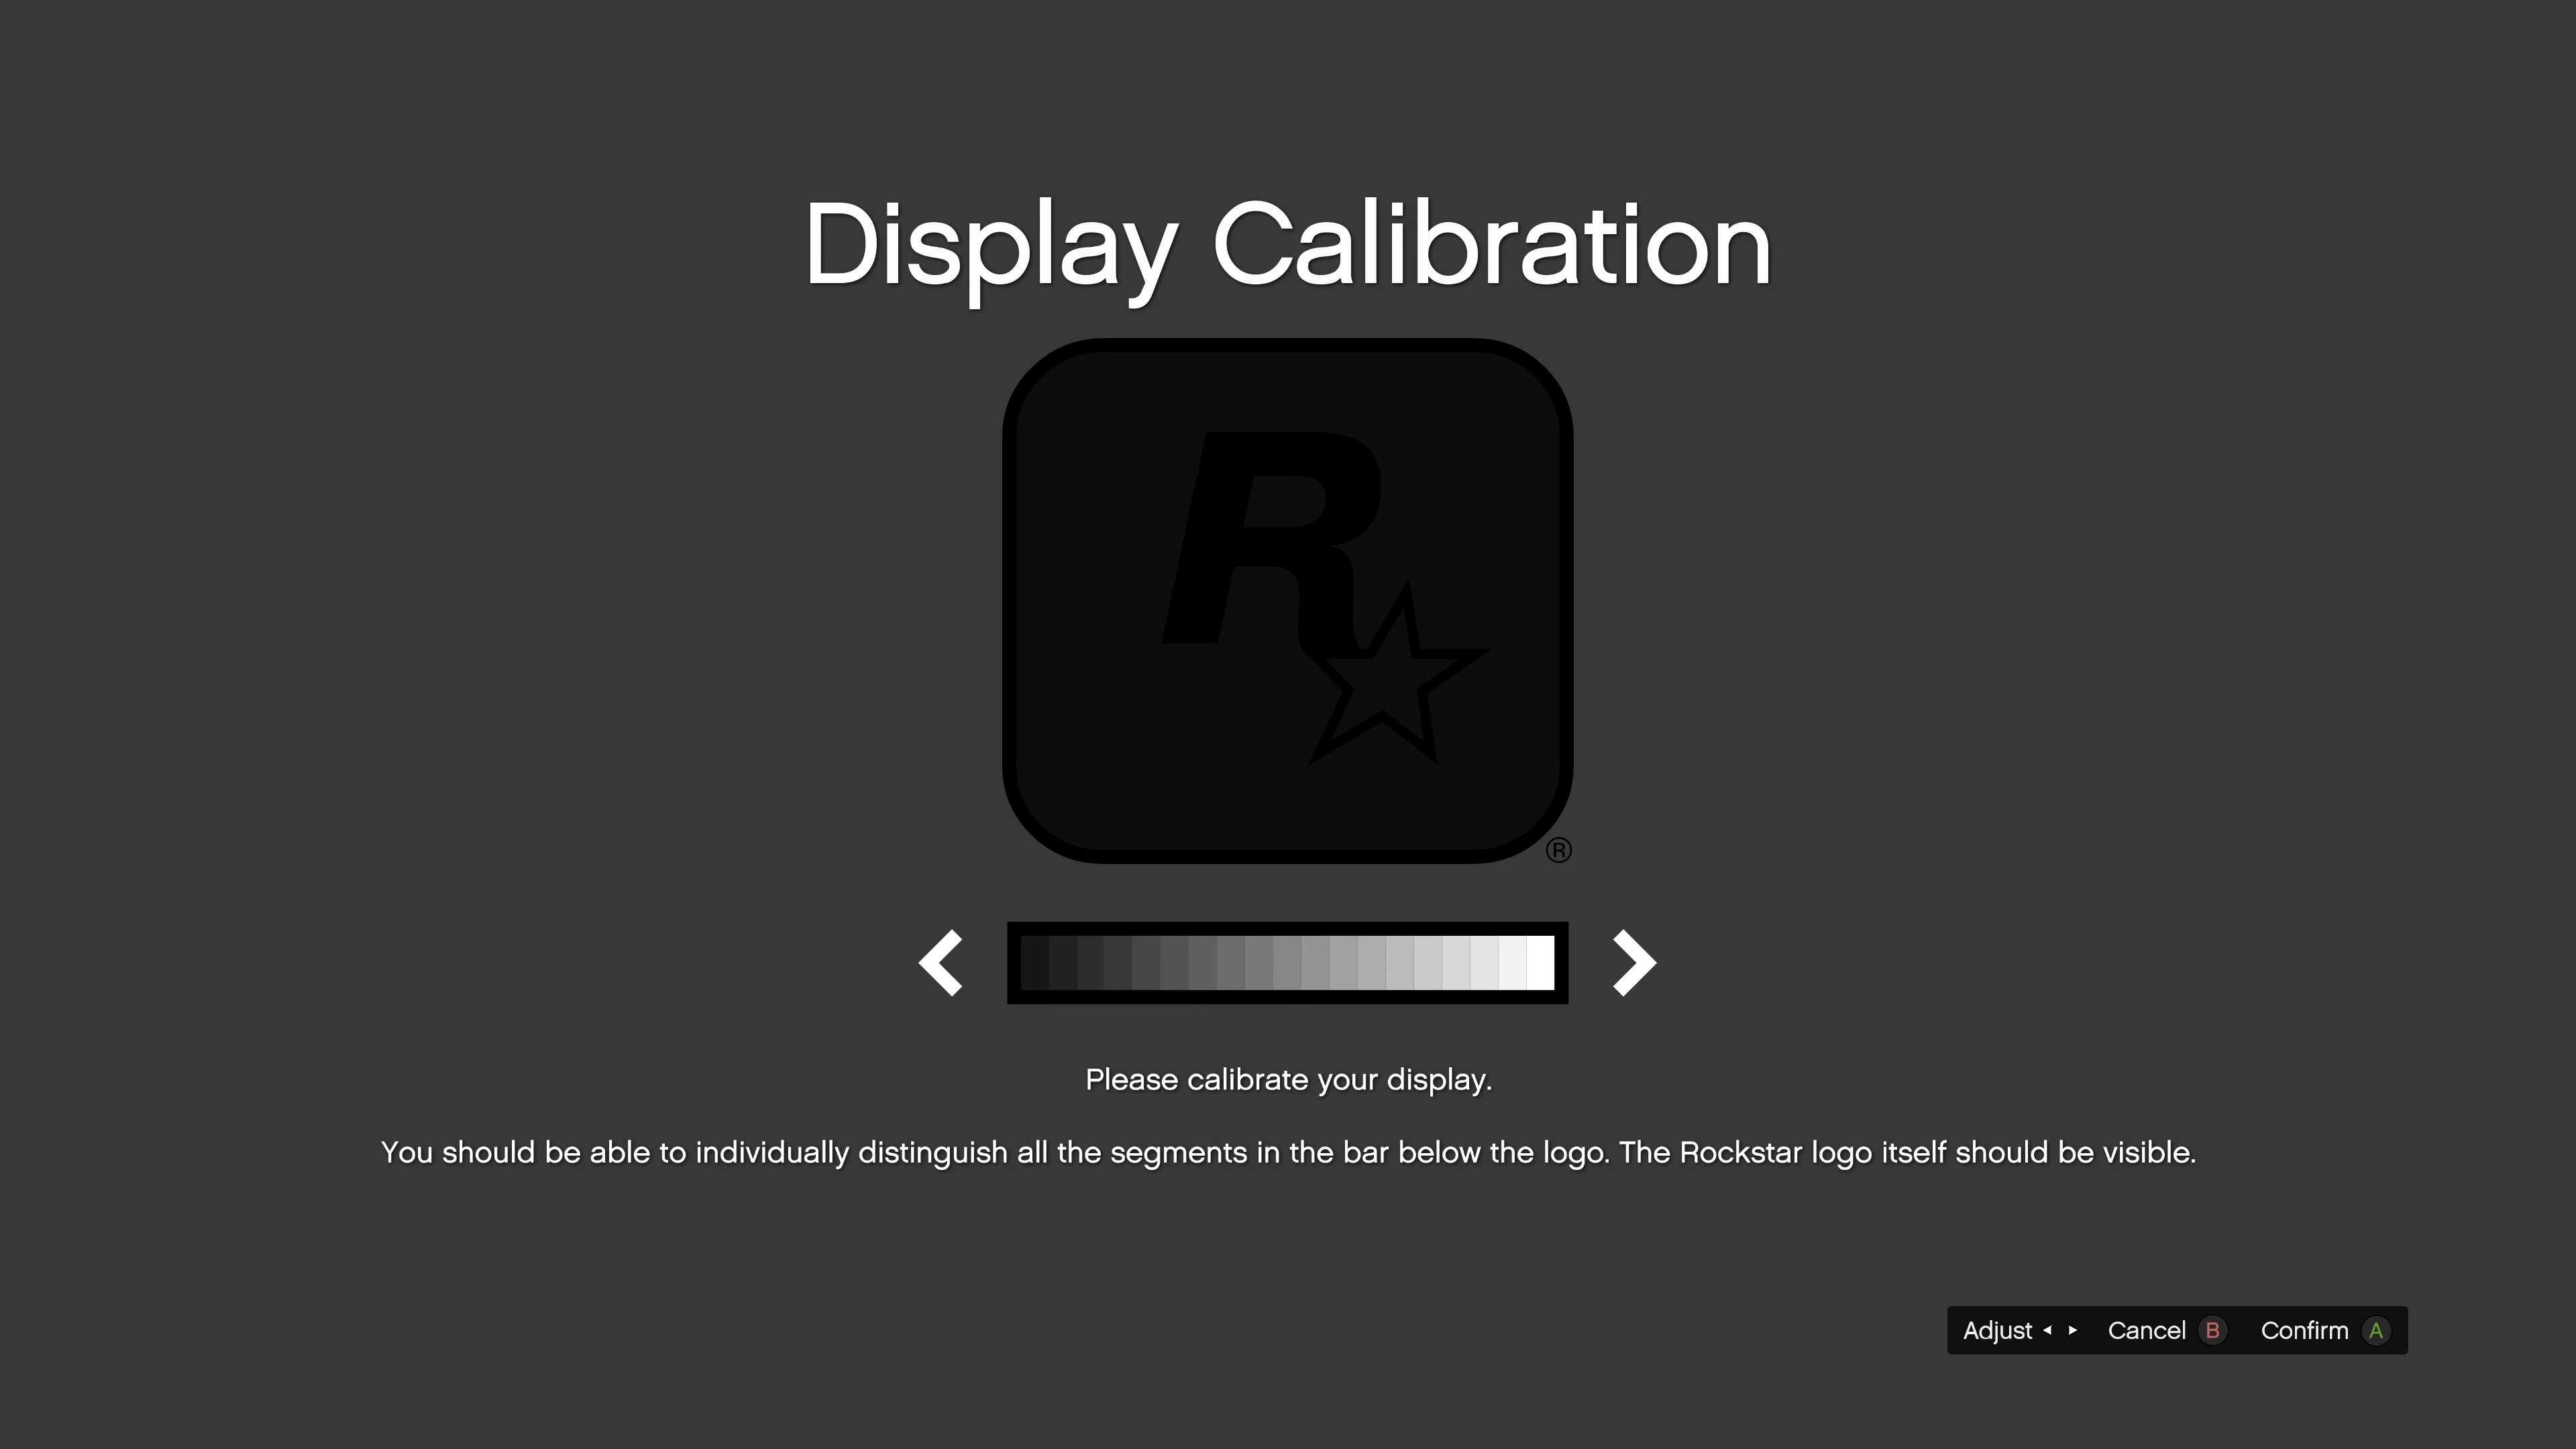 Display Calibration
R
®
Please calibrate your display.
You should be able to individually distinguish all the segments in the bar below the logo. The Rockstar logo itself should be visible.
Adjust Cancel B Confirm A